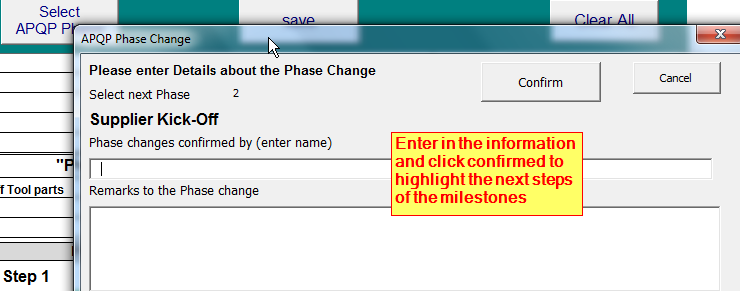 Select
APQP Ph
save
Clear All
APQP Phase Change
Please enter Details about the Phase Change
Confirm
Cancel
Select next Phase 2
Supplier Kick-Off
Phase changes confirmed by (enter name)
Enter in the information
and click confirmed to
highlight the next steps
of the milestones
"P
f Tool parts
Remarks to the Phase change
Step 1